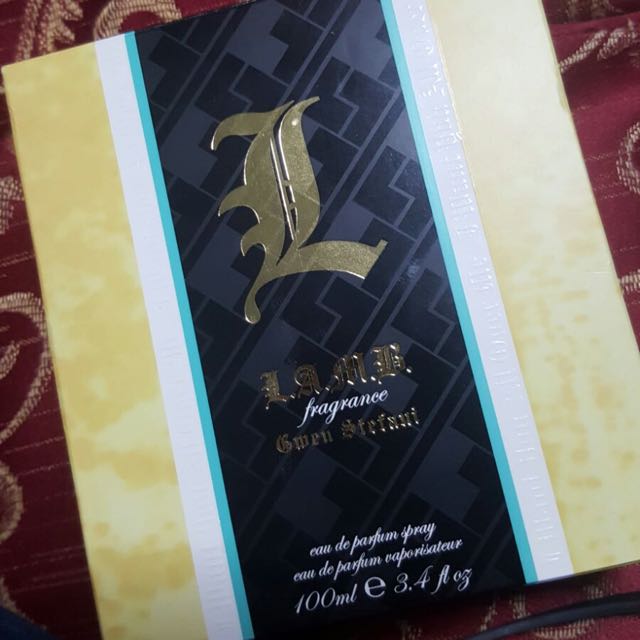 L
L.A.M.B.
fragrance
Gwen Stefani
eau de parfum spray
eau de parfum vaporisateur
100ml e 3.4 fl oz